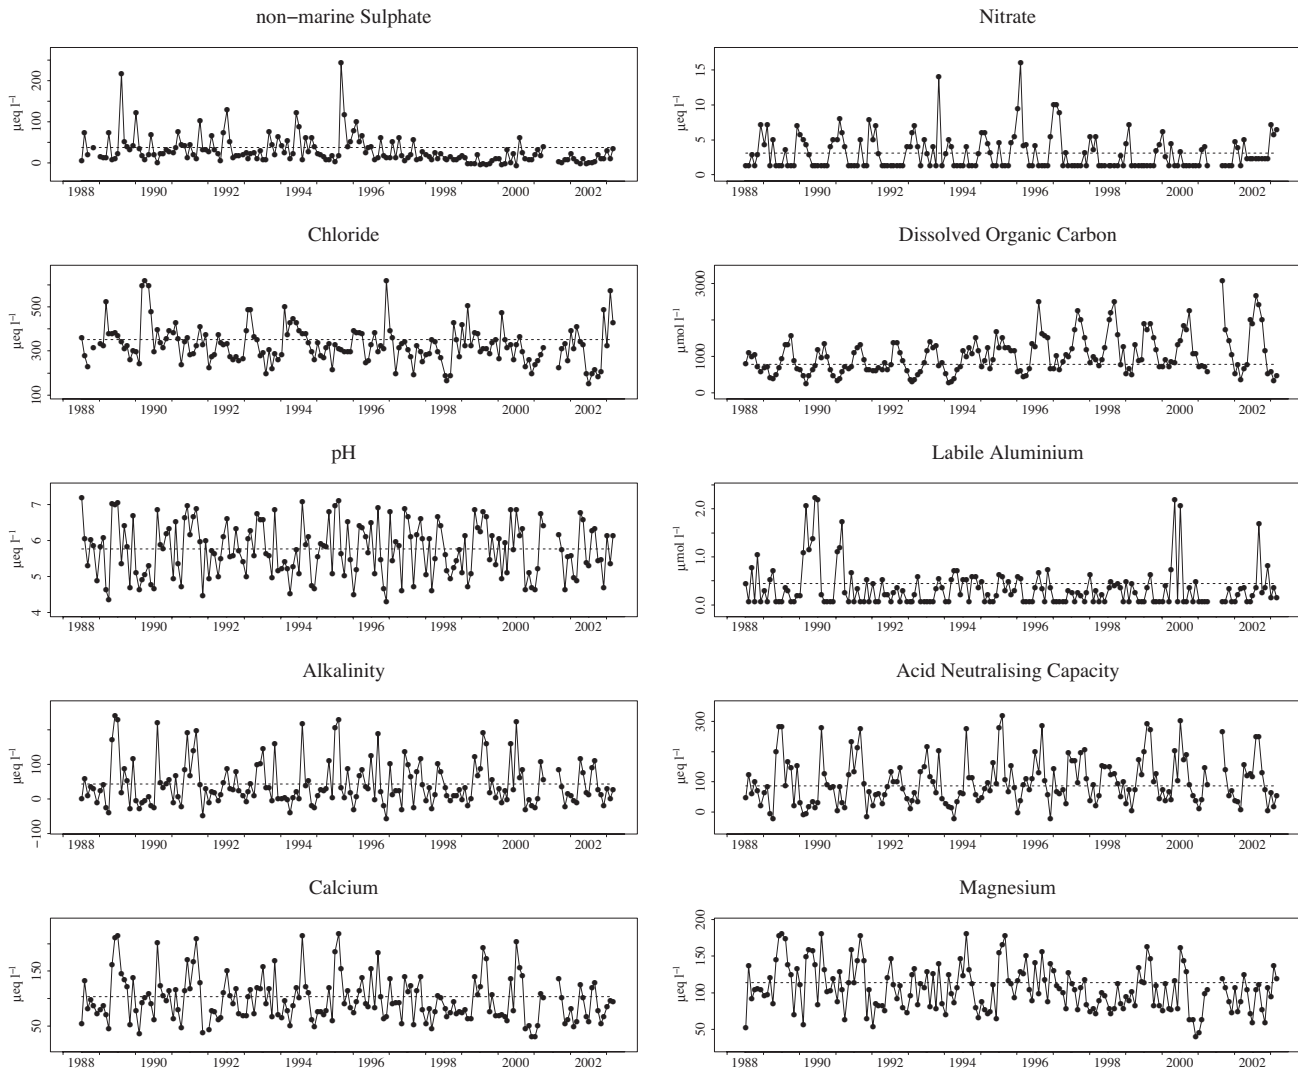 non−marine Sulphate
µeq l⁻¹
200
100
0
1988 1990 1992 1994 1996 1998 2000 2002
Nitrate
µeq l⁻¹
15
10
5
0
1988 1990 1992 1994 1996 1998 2000 2002
Chloride
µeq l⁻¹
500
300
100
1988 1990 1992 1994 1996 1998 2000 2002
Dissolved Organic Carbon
µmol l⁻¹
3000
1000
0
1988 1990 1992 1994 1996 1998 2000 2002
pH
µeq l⁻¹
7
6
5
4
1988 1990 1992 1994 1996 1998 2000 2002
Labile Aluminium
µmol l⁻¹
2.0
1.0
0.0
1988 1990 1992 1994 1996 1998 2000 2002
Alkalinity
µeq l⁻¹
100
0
−100
1988 1990 1992 1994 1996 1998 2000 2002
Acid Neutralising Capacity
µeq l⁻¹
300
100
0
1988 1990 1992 1994 1996 1998 2000 2002
Calcium
µeq l⁻¹
150
50
1988 1990 1992 1994 1996 1998 2000 2002
Magnesium
µeq l⁻¹
200
150
100
50
1988 1990 1992 1994 1996 1998 2000 2002